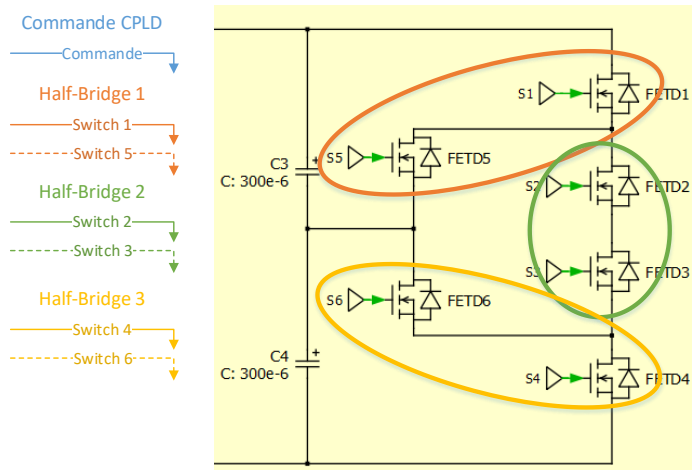 Commande CPLD
Commande
Half-Bridge 1
Switch 1
Switch 5
Half-Bridge 2
Switch 2
Switch 3
Half-Bridge 3
Switch 4
Switch 6
S1
FETD1
S5
FETD5
C3
+
C: 300e-6
S2
FETD2
S3
FETD3
S6
FETD6
C4
+
C: 300e-6
S4
FETD4